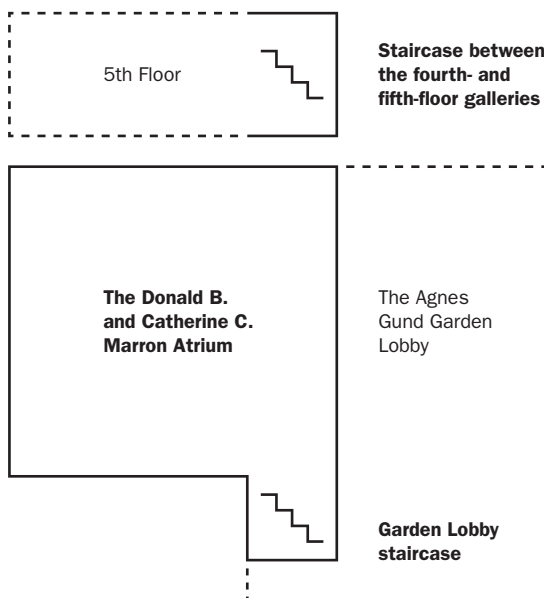 5th Floor
Staircase between
the fourth- and
fifth-floor galleries
The Donald B.
and Catherine C.
Marron Atrium
The Agnes
Gund Garden
Lobby
Garden Lobby
staircase